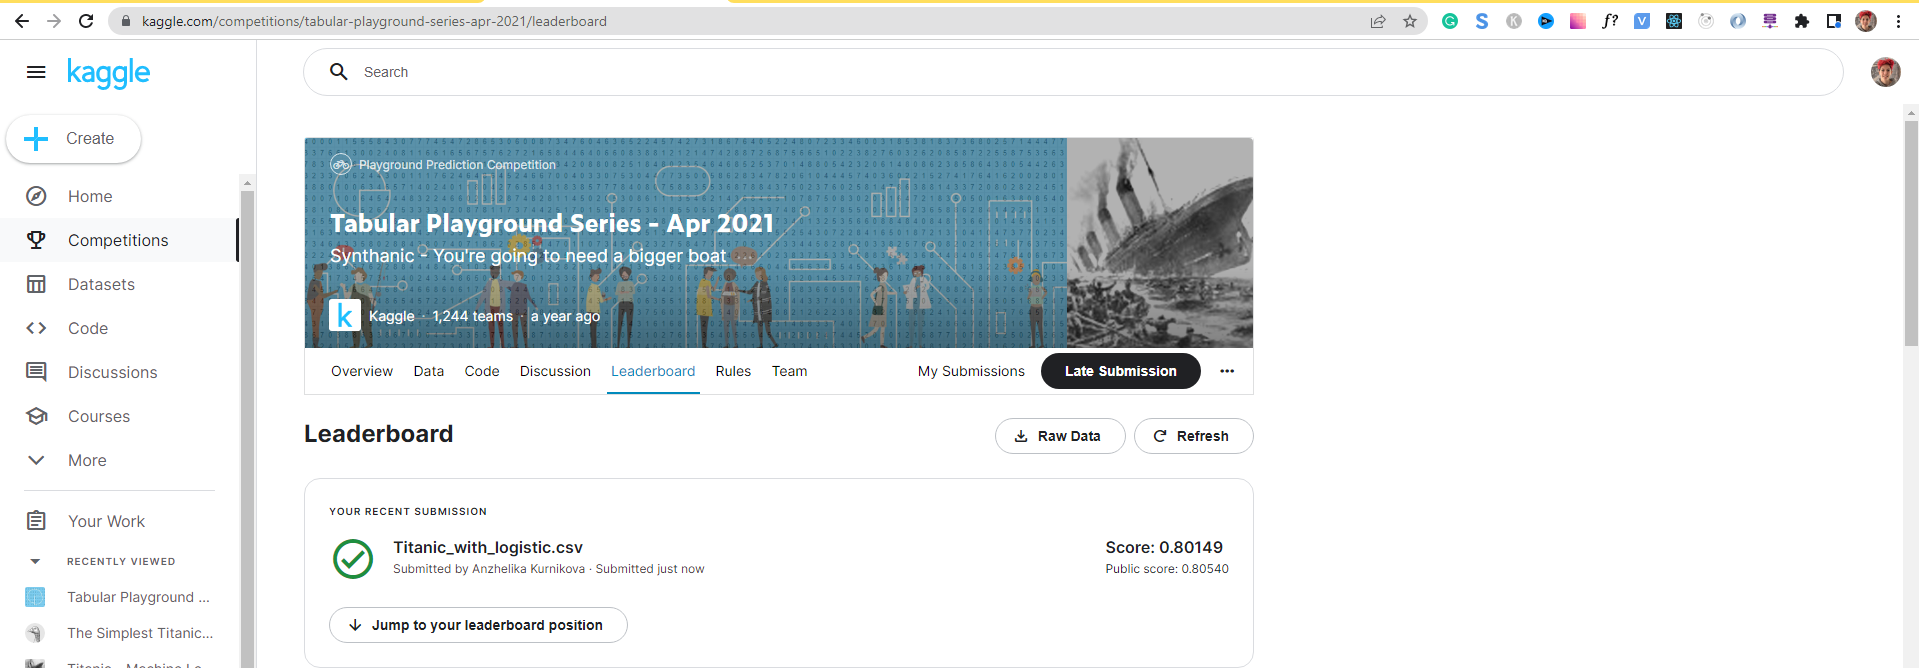 kaggle.com/competitions/tabular-playground-series-apr-2021/leaderboard
kaggle
Search
Create
Home
Competitions
Datasets
Code
Discussions
Courses
More
Your Work
RECENTLY VIEWED
Tabular Playground ...
The Simplest Titanic...
Playground Prediction Competition
Tabular Playground Series - Apr 2021
Synthanic - You're going to need a bigger boat
Kaggle · 1,244 teams · a year ago
Overview Data Code Discussion Leaderboard Rules Team My Submissions Late Submission
Leaderboard
Raw Data Refresh
YOUR RECENT SUBMISSION
Titanic_with_logistic.csv Score: 0.80149
Submitted by Anzhelika Kurnikova · Submitted just now Public score: 0.80540
Jump to your leaderboard position